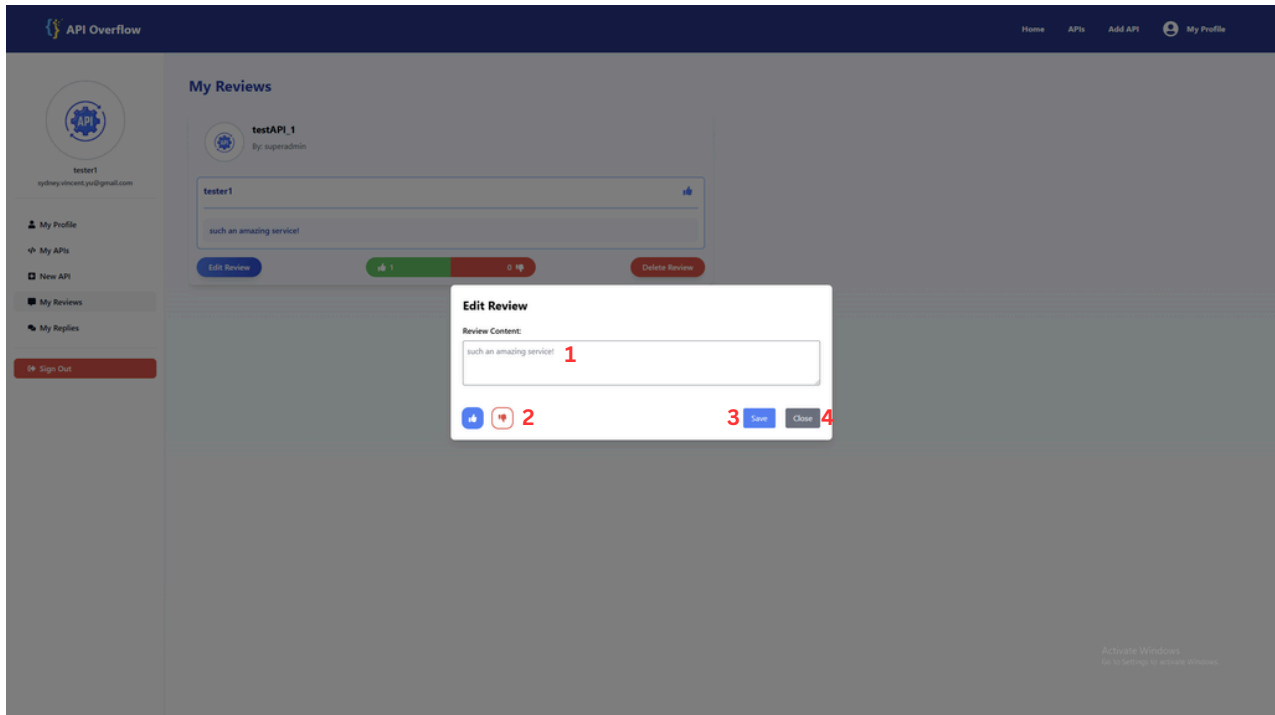 API Overflow
Home APIs Add API My Profile
API
tester1
sydney.vincent.yu@gmail.com
My Profile
My APIs
New API
My Reviews
My Replies
Sign Out
My Reviews
API
testAPI_1
By: superadmin
tester1
such an amazing service!
Edit Review
1
0
Delete Review
Edit Review
Review Content:
such an amazing service! 1
2
3 Save Close 4
Activate Windows
Go to Settings to activate Windows.